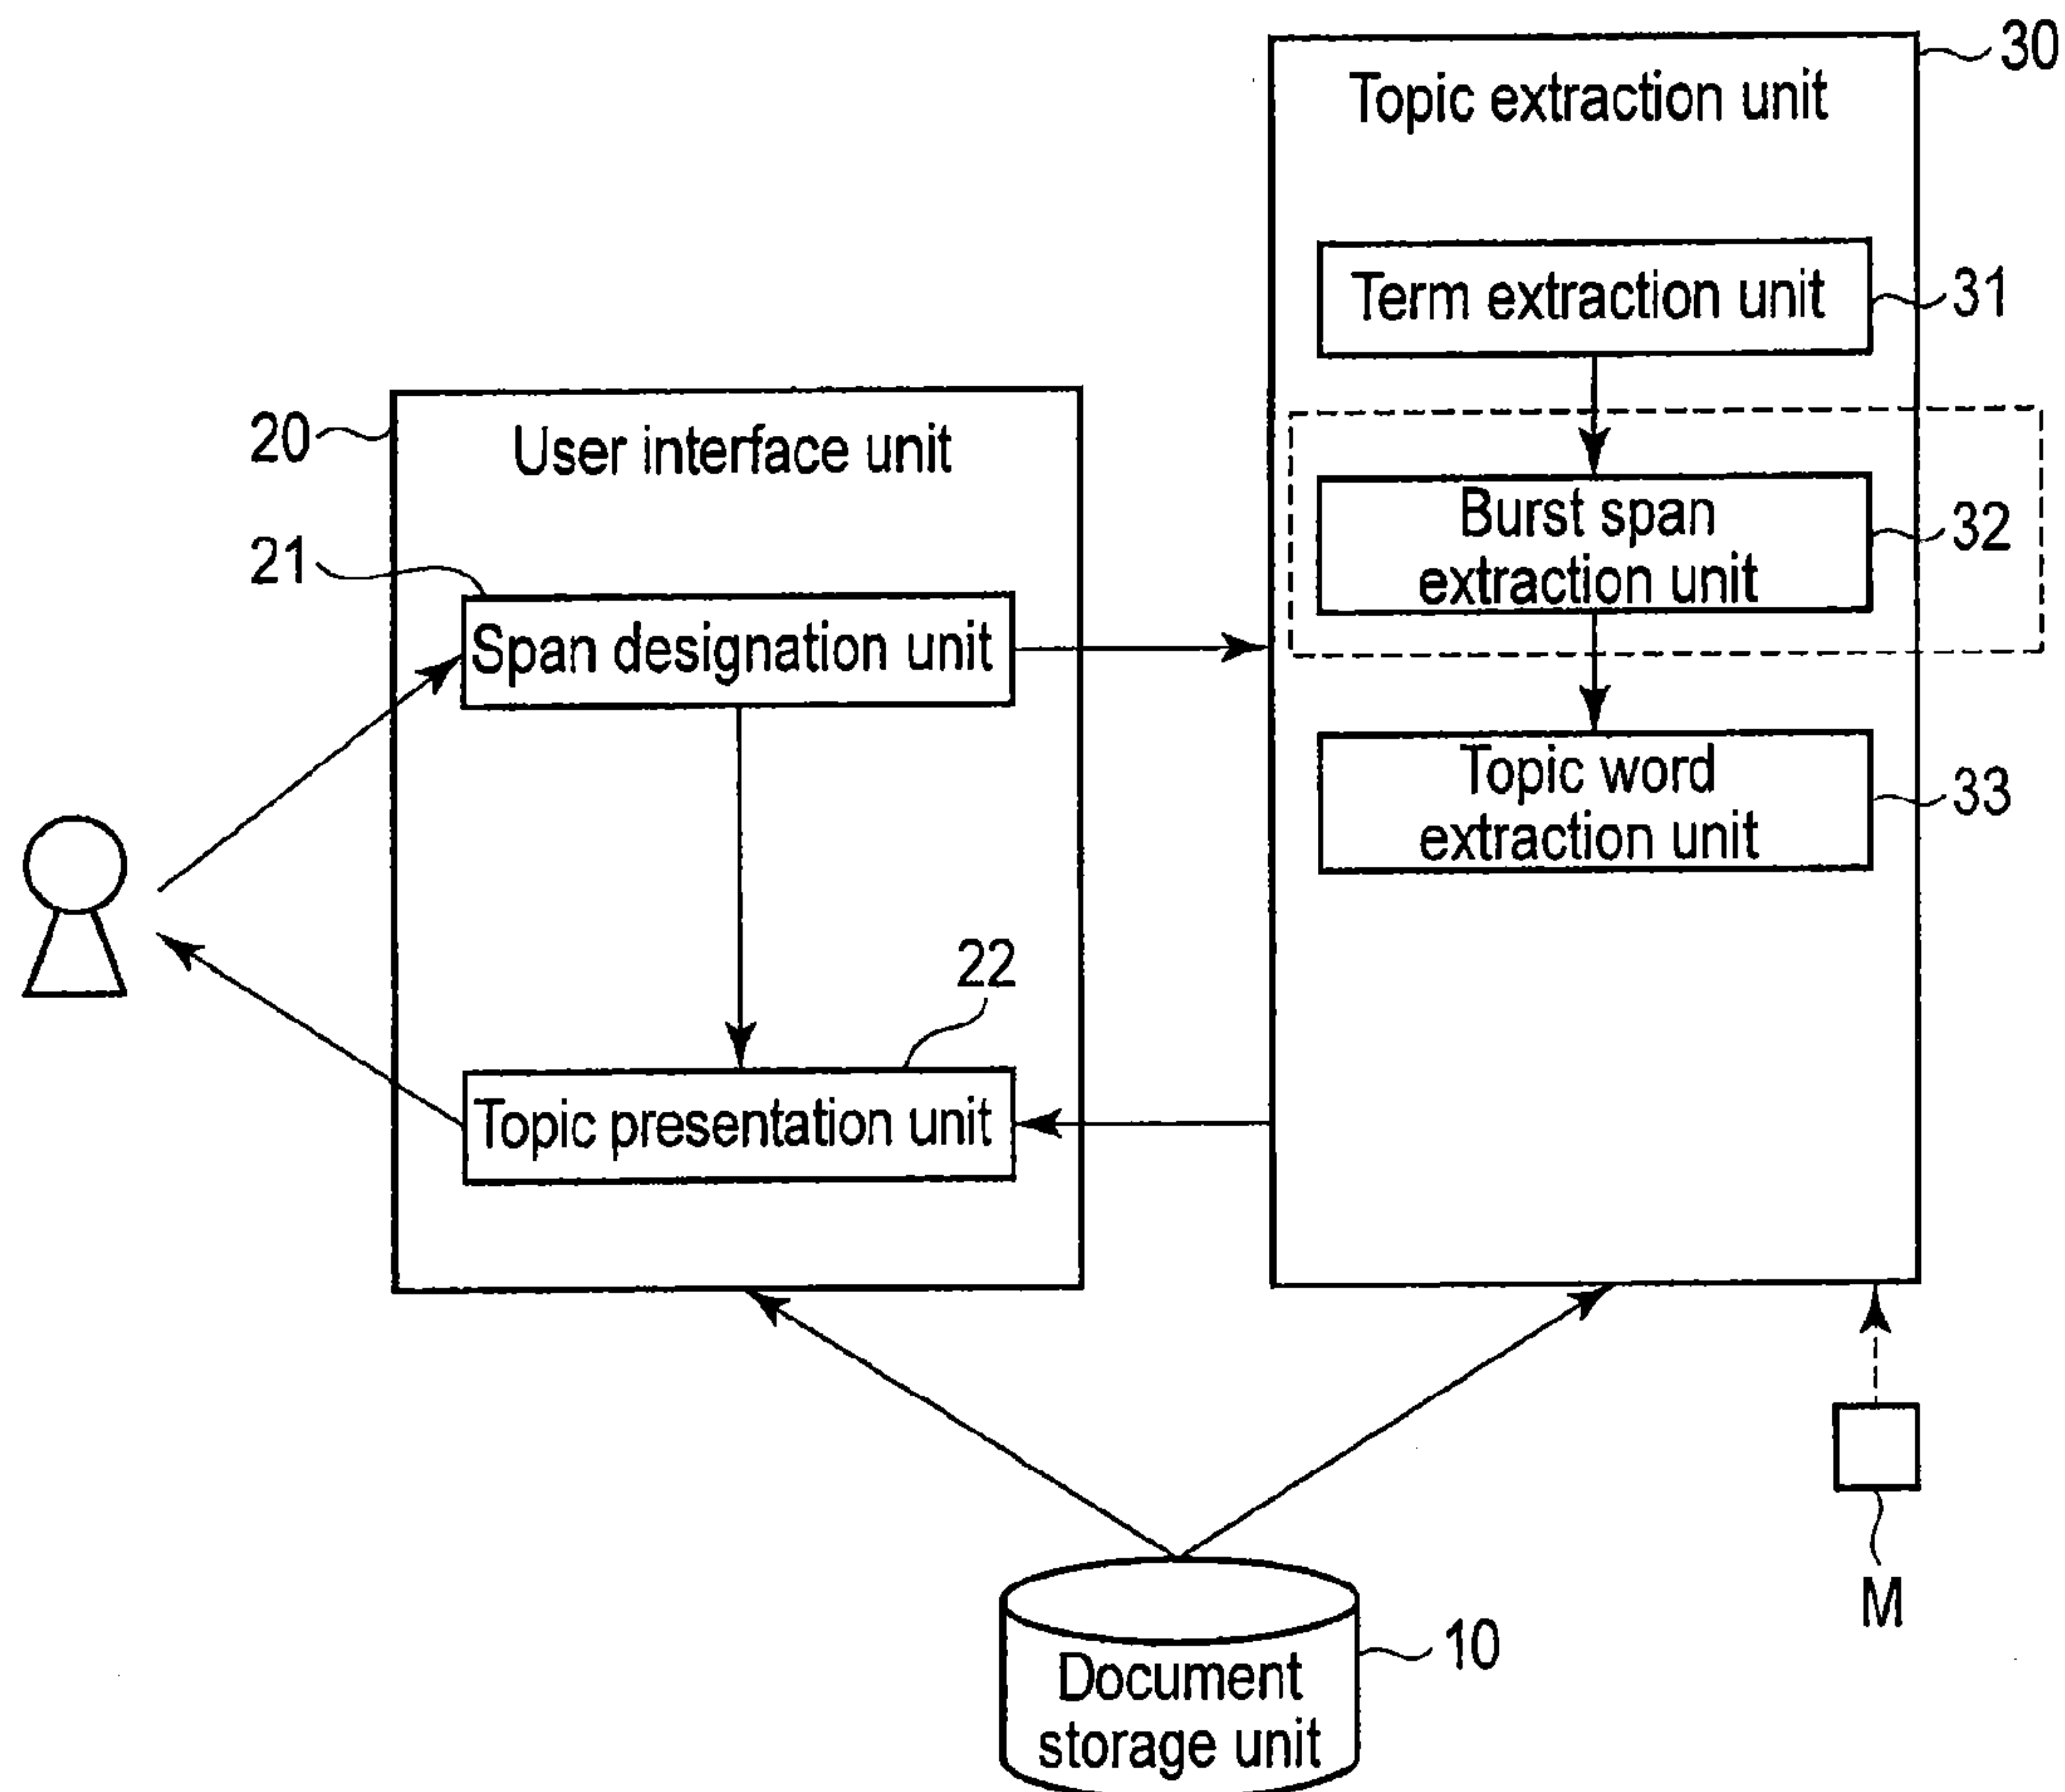 30
Topic extraction unit
Term extraction unit
31
20
User interface unit
Burst span
extraction unit
32
21
Span designation unit
Topic word
extraction unit
33
22
Topic presentation unit
M
10
Document
storage unit